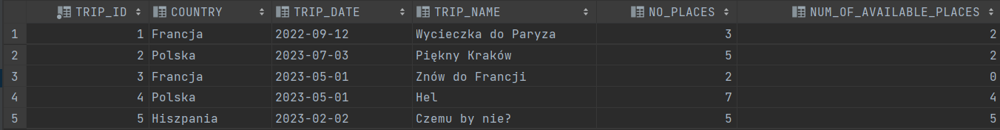 TRIP_ID COUNTRY TRIP_DATE TRIP_NAME NO_PLACES NUM_OF_AVAILABLE_PLACES
1 1 Francja 2022-09-12 Wycieczka do Paryza 3 2
2 2 Polska 2023-07-03 Piękny Kraków 5 2
3 3 Francja 2023-05-01 Znów do Francji 2 0
4 4 Polska 2023-05-01 Hel 7 4
5 5 Hiszpania 2023-02-02 Czemu by nie? 5 5